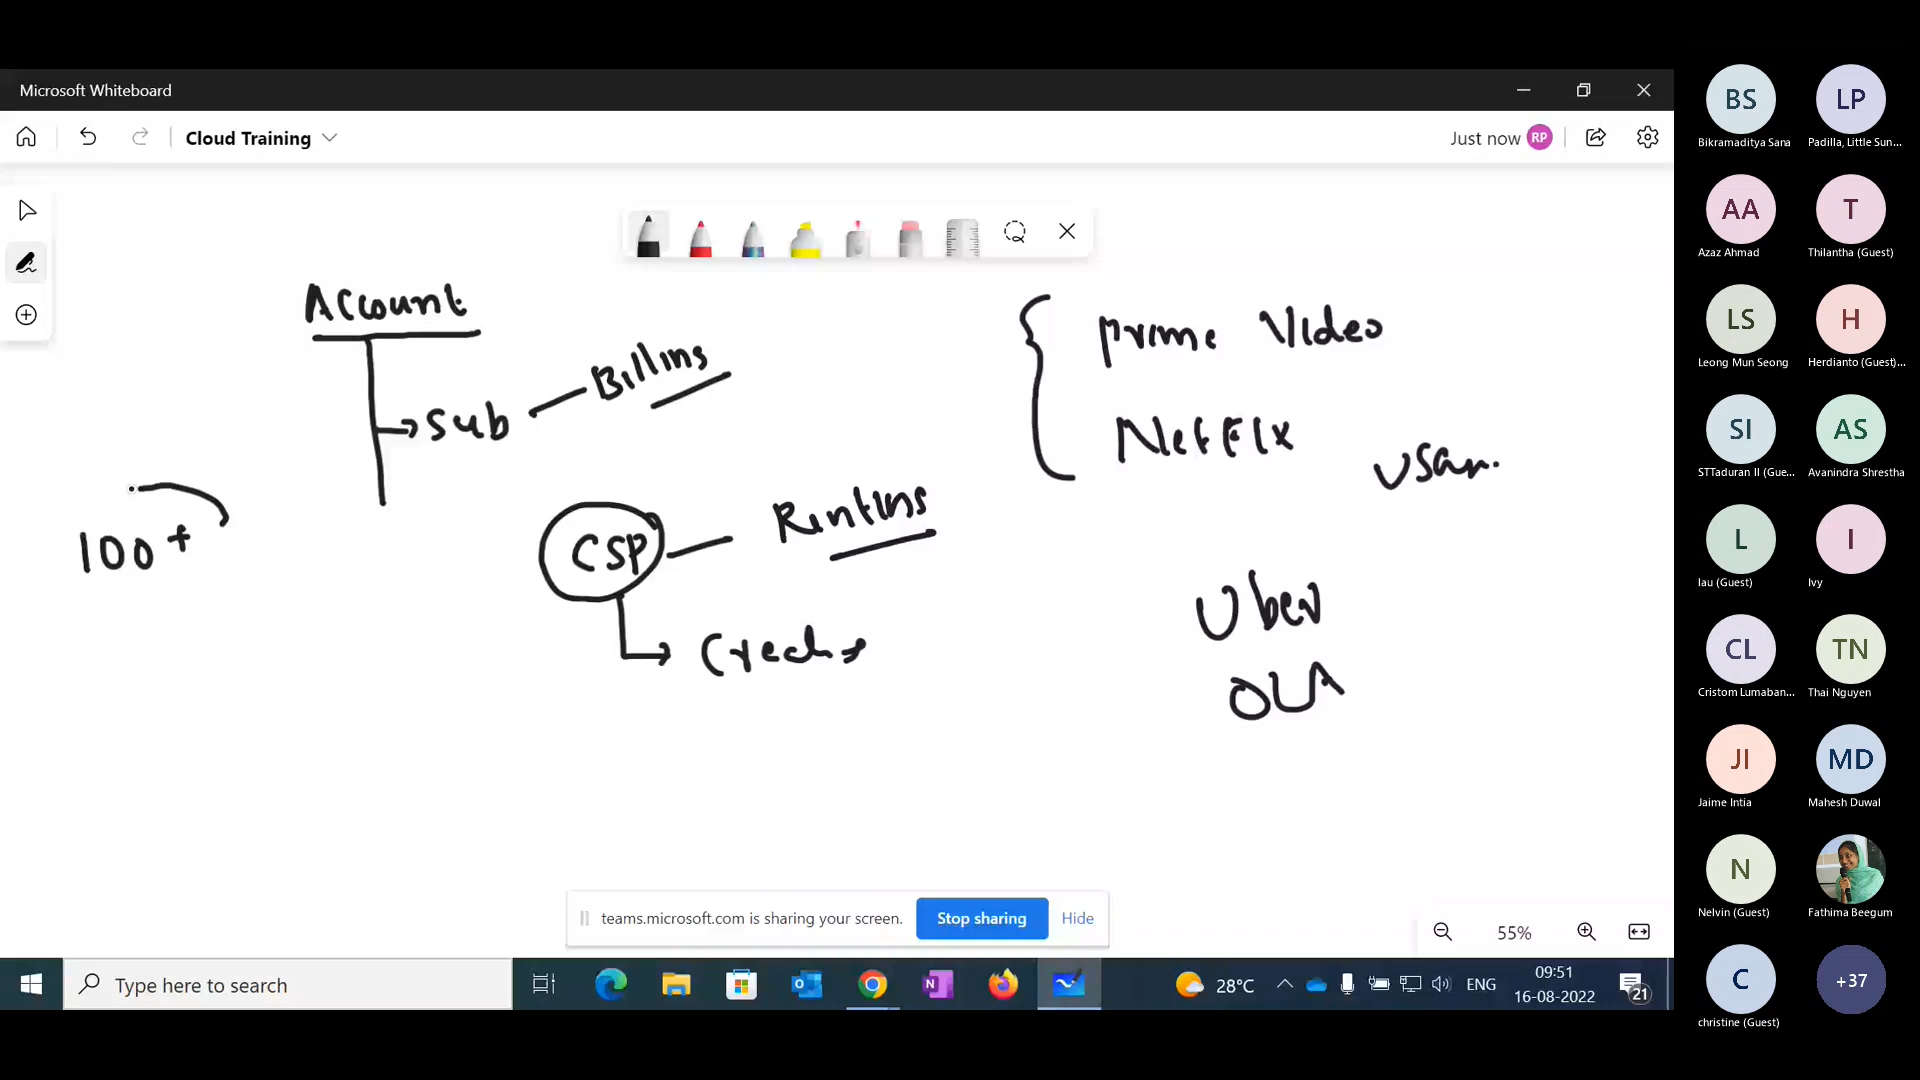 Microsoft Whiteboard
Cloud Training
Just now RP
Account
Billing
Sub
100+
CSP
Renting
Prime Video
Netflix
Uber
OLA
teams.microsoft.com is sharing your screen.
Stop sharing
Hide
55%
Type here to search
28°C
ENG
09:51
16-08-2022
21
BS
Bikramaditya Sana
LP
Padilla, Little Sun...
AA
Azaz Ahmad
T
Thilantha (Guest)
LS
Leong Mun Seong
H
Herdianto (Guest)...
SI
STTaduran II (Gue...
AS
Avanindra Shrestha
L
lau (Guest)
I
Ivy
CL
Cristom Lumaban...
TN
Thai Nguyen
JI
Jaime Intia
MD
Mahesh Duwal
N
Nelvin (Guest)
Fathima Beegum
C
christine (Guest)
+37